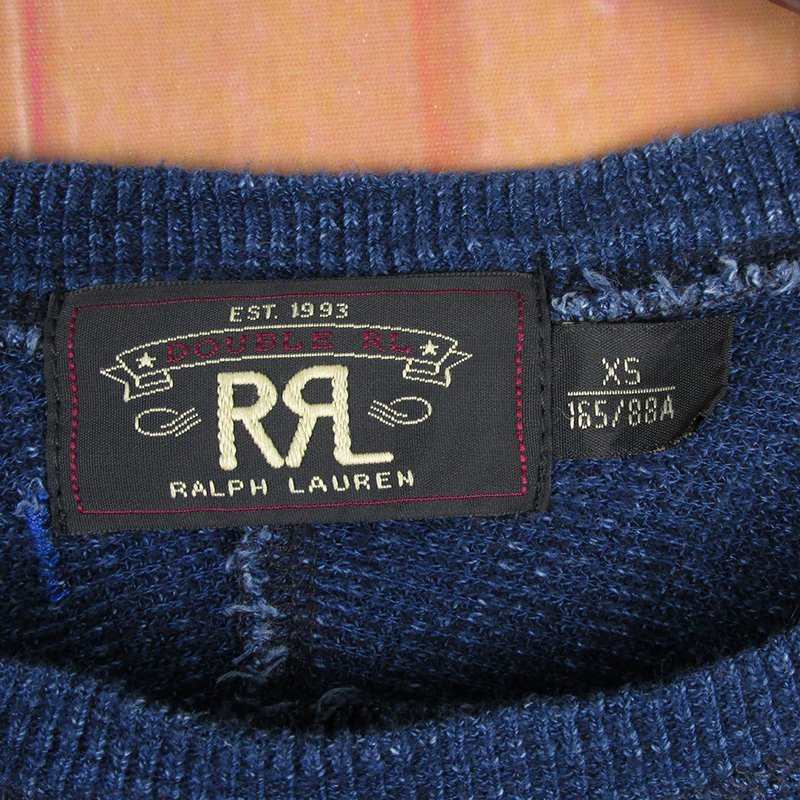 EST. 1993
DOUBLE RL
RRL
RALPH LAUREN
XS
165/88A